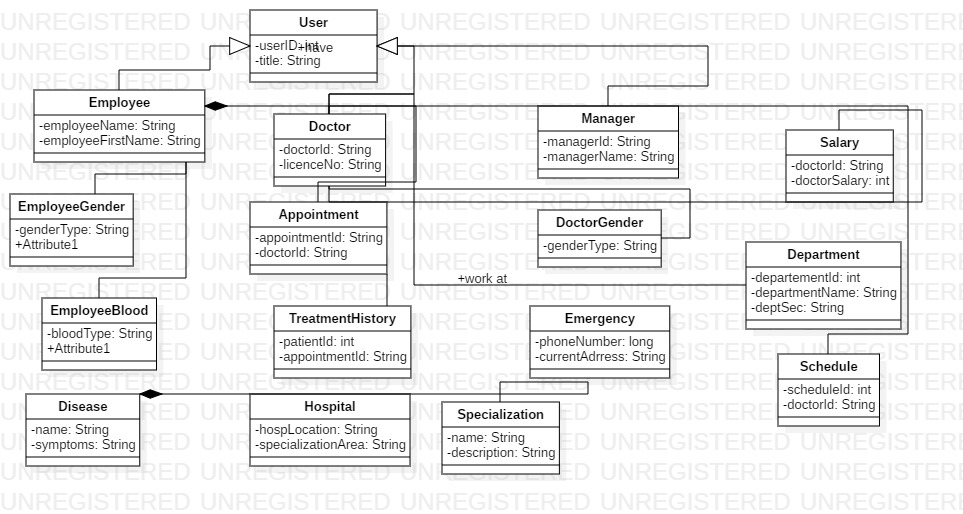 User
-userID: int
+have
-title: String
Employee
-employeeName: String
-employeeFirstName: String
Doctor
-doctorId: String
-licenceNo: String
Manager
-managerId: String
-managerName: String
Salary
-doctorId: String
-doctorSalary: int
EmployeeGender
-genderType: String
+Attribute1
Appointment
-appointmentId: String
-doctorId: String
DoctorGender
-genderType: String
Department
-departementId: int
-departmentName: String
-deptSec: String
+work at
EmployeeBlood
-bloodType: String
+Attribute1
TreatmentHistory
-patientId: int
-appointmentId: String
Emergency
-phoneNumber: long
-currentAdrress: String
Schedule
-scheduleId: int
-doctorId: String
Disease
-name: String
-symptoms: String
Hospital
-hospLocation: String
-specializationArea: String
Specialization
-name: String
-description: String
UNREGISTERED